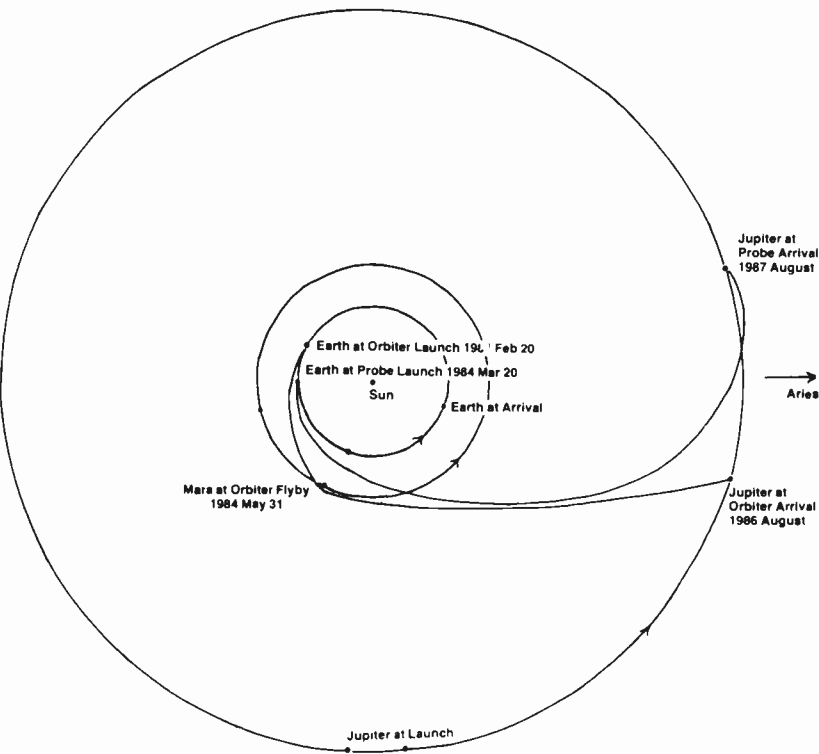 Jupiter at
Probe Arrival
1987 August
Earth at Orbiter Launch Feb 20
Earth at Probe Launch 1984 Mar 20
Sun
Aries
Earth at Arrival
Mars at Orbiter Flyby
1984 May 31
Jupiter at
Orbiter Arrival
1986 August
Jupiter at Launch